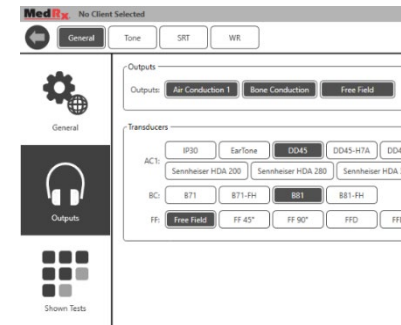 MedRx No Client Selected
General Tone SRT WR
Outputs
Outputs: Air Conduction 1 Bone Conduction Free Field
General
Transducers
AC1: IP30 EarTone DD45 DD45-H7A
Sennheiser HDA 200 Sennheiser HDA 280 Sennheiser HDA
BC: B71 B71-FH B81 B81-FH
Outputs
FF: Free Field FF 45° FF 90° FFD
Shown Tests